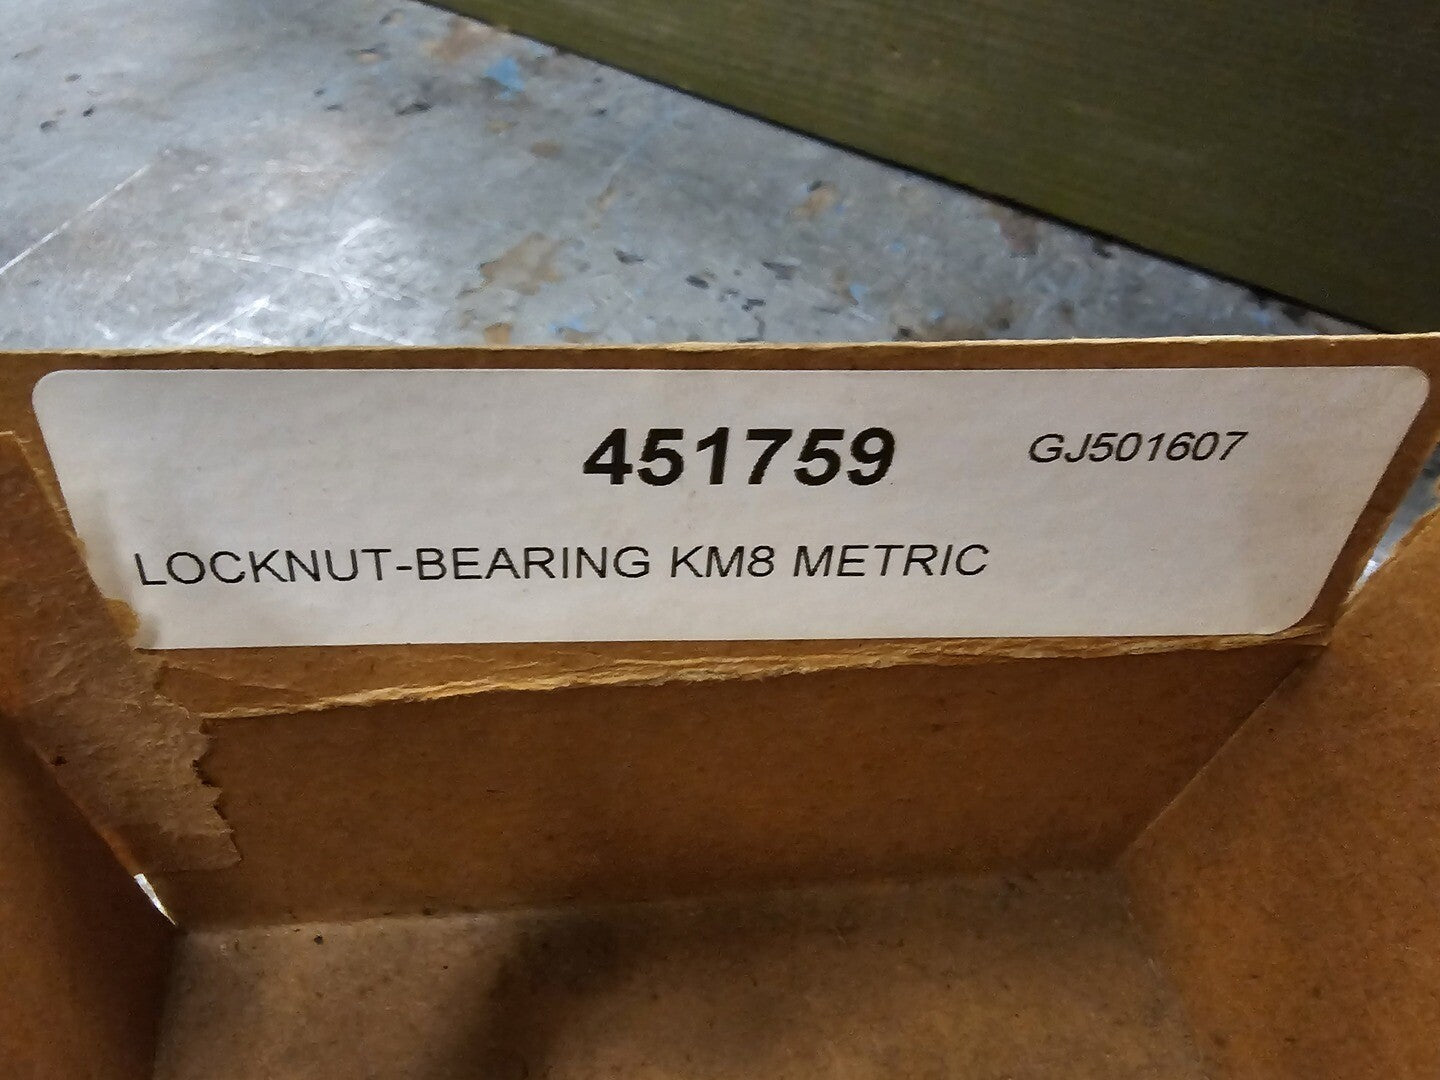 451759 GJ501607
LOCKNUT-BEARING KM8 METRIC